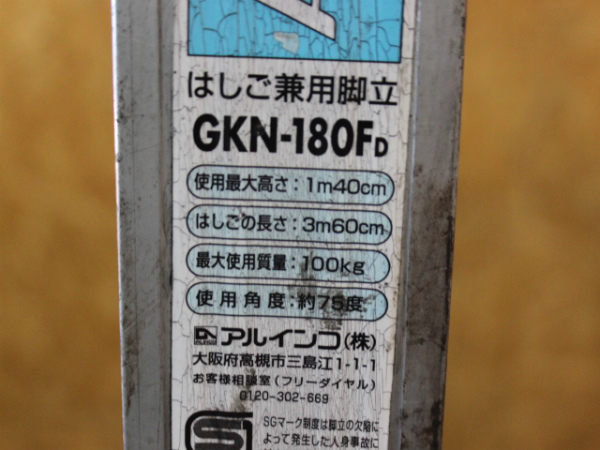 はしご兼用脚立
GKN-180FD
使用最大高さ：1m40cm
はしごの長さ：3m60cm
最大使用質量：100kg
使用角度：約75度
アルインコ(株)
大阪府高槻市三島江1-1-1
お客様相談室(フリーダイヤル)
0120-302-669
SGマーク制度は脚立の欠陥に
よって発生した人身事故に